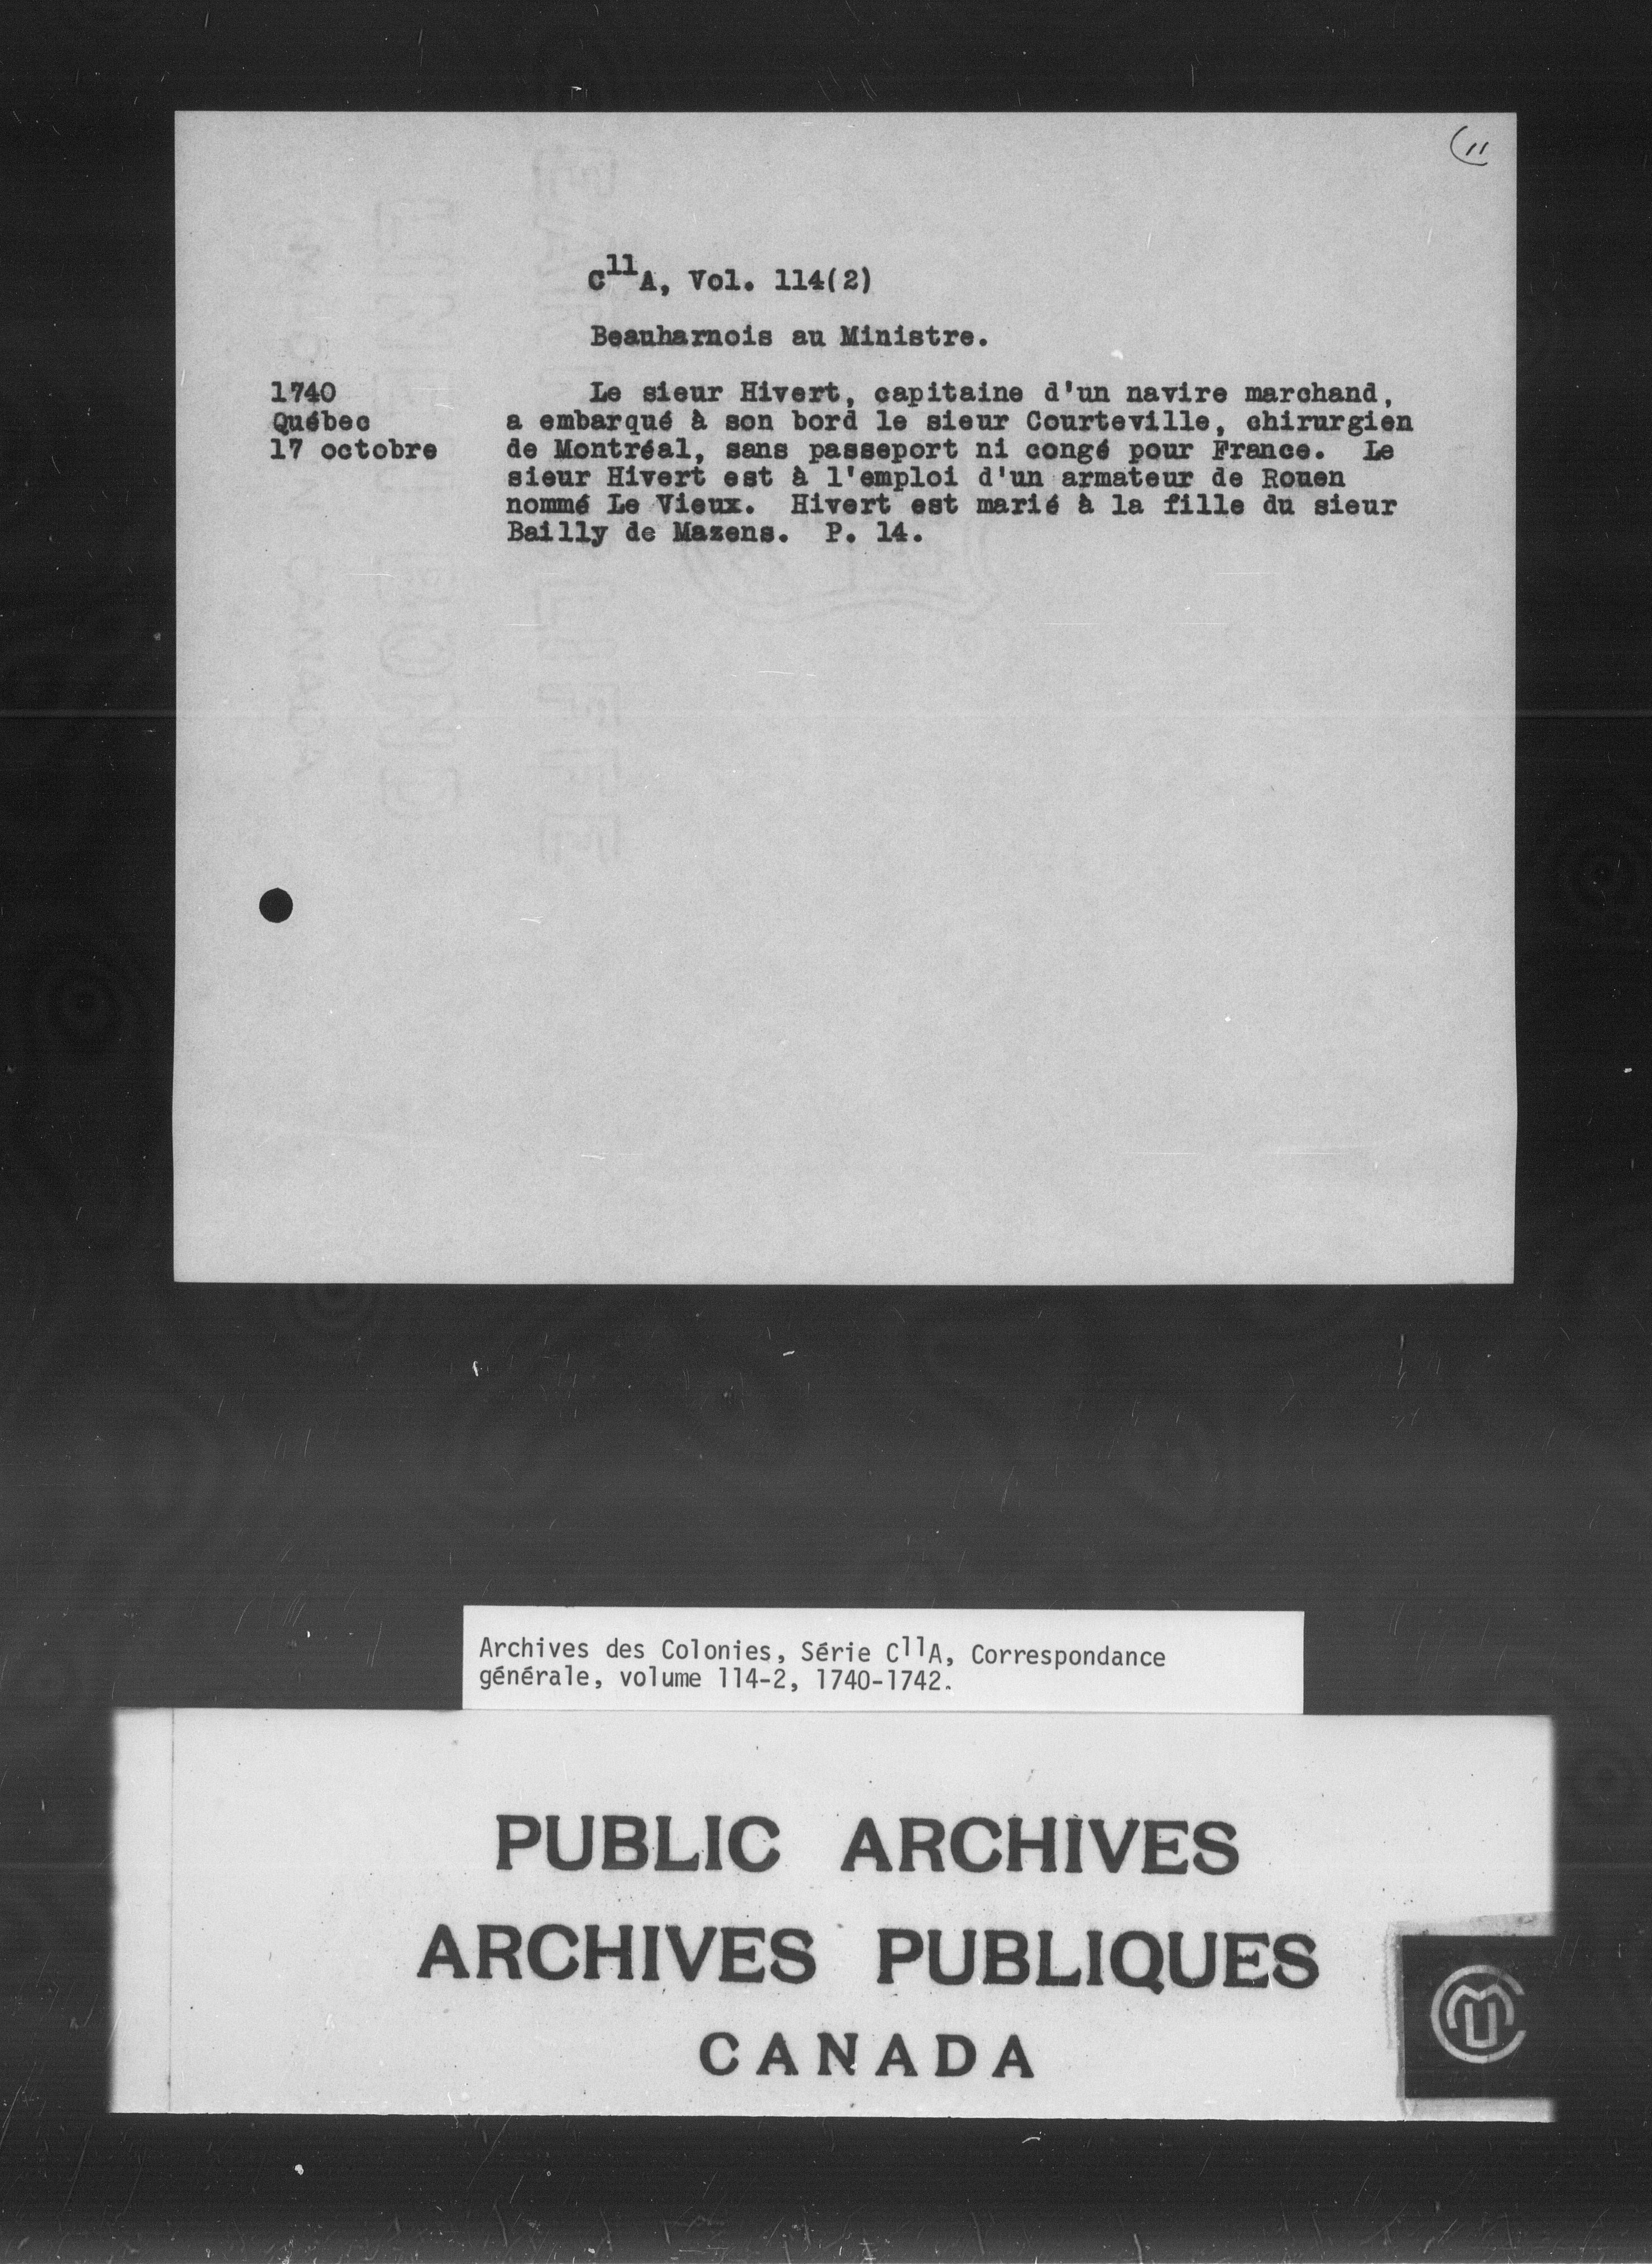 11
C11A, Vol. 114(2)
Beauharnois au Ministre.
1740
Québec
17 octobre
Le sieur Hivert, capitaine d'un navire marchand,
a embarqué à son bord le sieur Courteville, chirurgien
de Montréal, sans passeport ni congé pour France. Le
sieur Hivert est à l'emploi d'un armateur de Rouen
nommé Le Vieux. Hivert est marié à la fille du sieur
Bailly de Mazens. P. 14.
Archives des Colonies, Série C11A, Correspondance
générale, volume 114-2, 1740-1742.
PUBLIC ARCHIVES
ARCHIVES PUBLIQUES
CANADA